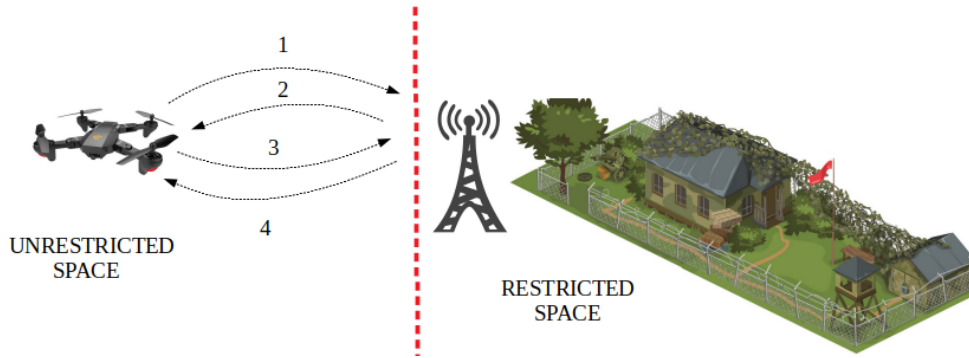 1
2
3
4
UNRESTRICTED
SPACE
RESTRICTED
SPACE